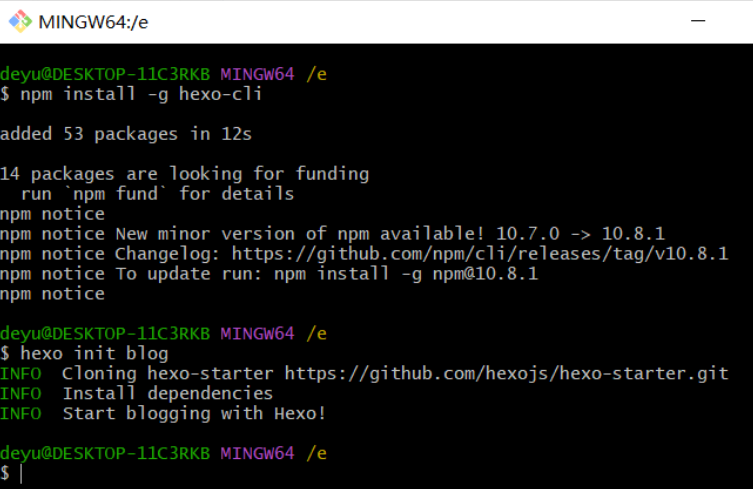 MINGW64:/e
deyu@DESKTOP-11C3RKB MINGW64 /e
$ npm install -g hexo-cli
added 53 packages in 12s
14 packages are looking for funding
  run `npm fund` for details
npm notice
npm notice New minor version of npm available! 10.7.0 -> 10.8.1
npm notice Changelog: https://github.com/npm/cli/releases/tag/v10.8.1
npm notice To update run: npm install -g npm@10.8.1
npm notice
deyu@DESKTOP-11C3RKB MINGW64 /e
$ hexo init blog
INFO  Cloning hexo-starter https://github.com/hexojs/hexo-starter.git
INFO  Install dependencies
INFO  Start blogging with Hexo!
deyu@DESKTOP-11C3RKB MINGW64 /e
$